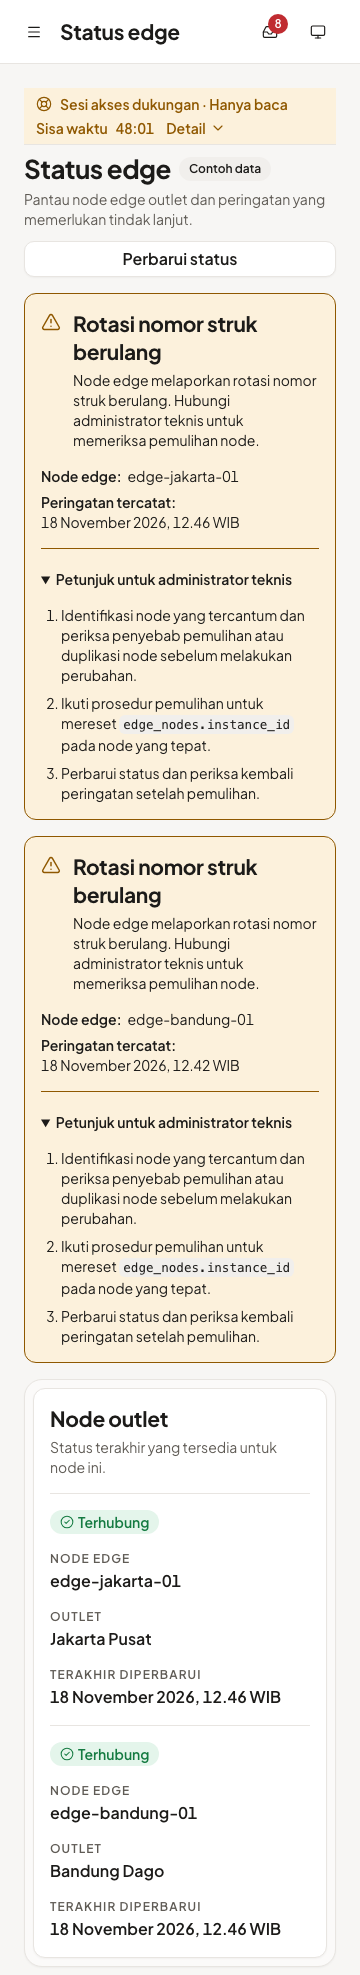 Status edge
8
Sesi akses dukungan · Hanya baca
Sisa waktu 48:01 Detail
Status edge Contoh data
Pantau node edge outlet dan peringatan yang
memerlukan tindak lanjut.
Perbarui status
Rotasi nomor struk
berulang
Node edge melaporkan rotasi nomor
struk berulang. Hubungi
administrator teknis untuk
memeriksa pemulihan node.
Node edge: edge-jakarta-01
Peringatan tercatat:
18 November 2026, 12.46 WIB
Petunjuk untuk administrator teknis
1. Identifikasi node yang tercantum dan
periksa penyebab pemulihan atau
duplikasi node sebelum melakukan
perubahan.
2. Ikuti prosedur pemulihan untuk
mereset edge_nodes.instance_id
pada node yang tepat.
3. Perbarui status dan periksa kembali
peringatan setelah pemulihan.
Rotasi nomor struk
berulang
Node edge melaporkan rotasi nomor
struk berulang. Hubungi
administrator teknis untuk
memeriksa pemulihan node.
Node edge: edge-bandung-01
Peringatan tercatat:
18 November 2026, 12.42 WIB
Petunjuk untuk administrator teknis
1. Identifikasi node yang tercantum dan
periksa penyebab pemulihan atau
duplikasi node sebelum melakukan
perubahan.
2. Ikuti prosedur pemulihan untuk
mereset edge_nodes.instance_id
pada node yang tepat.
3. Perbarui status dan periksa kembali
peringatan setelah pemulihan.
Node outlet
Status terakhir yang tersedia untuk
node ini.
Terhubung
NODE EDGE
edge-jakarta-01
OUTLET
Jakarta Pusat
TERAKHIR DIPERBARUI
18 November 2026, 12.46 WIB
Terhubung
NODE EDGE
edge-bandung-01
OUTLET
Bandung Dago
TERAKHIR DIPERBARUI
18 November 2026, 12.46 WIB